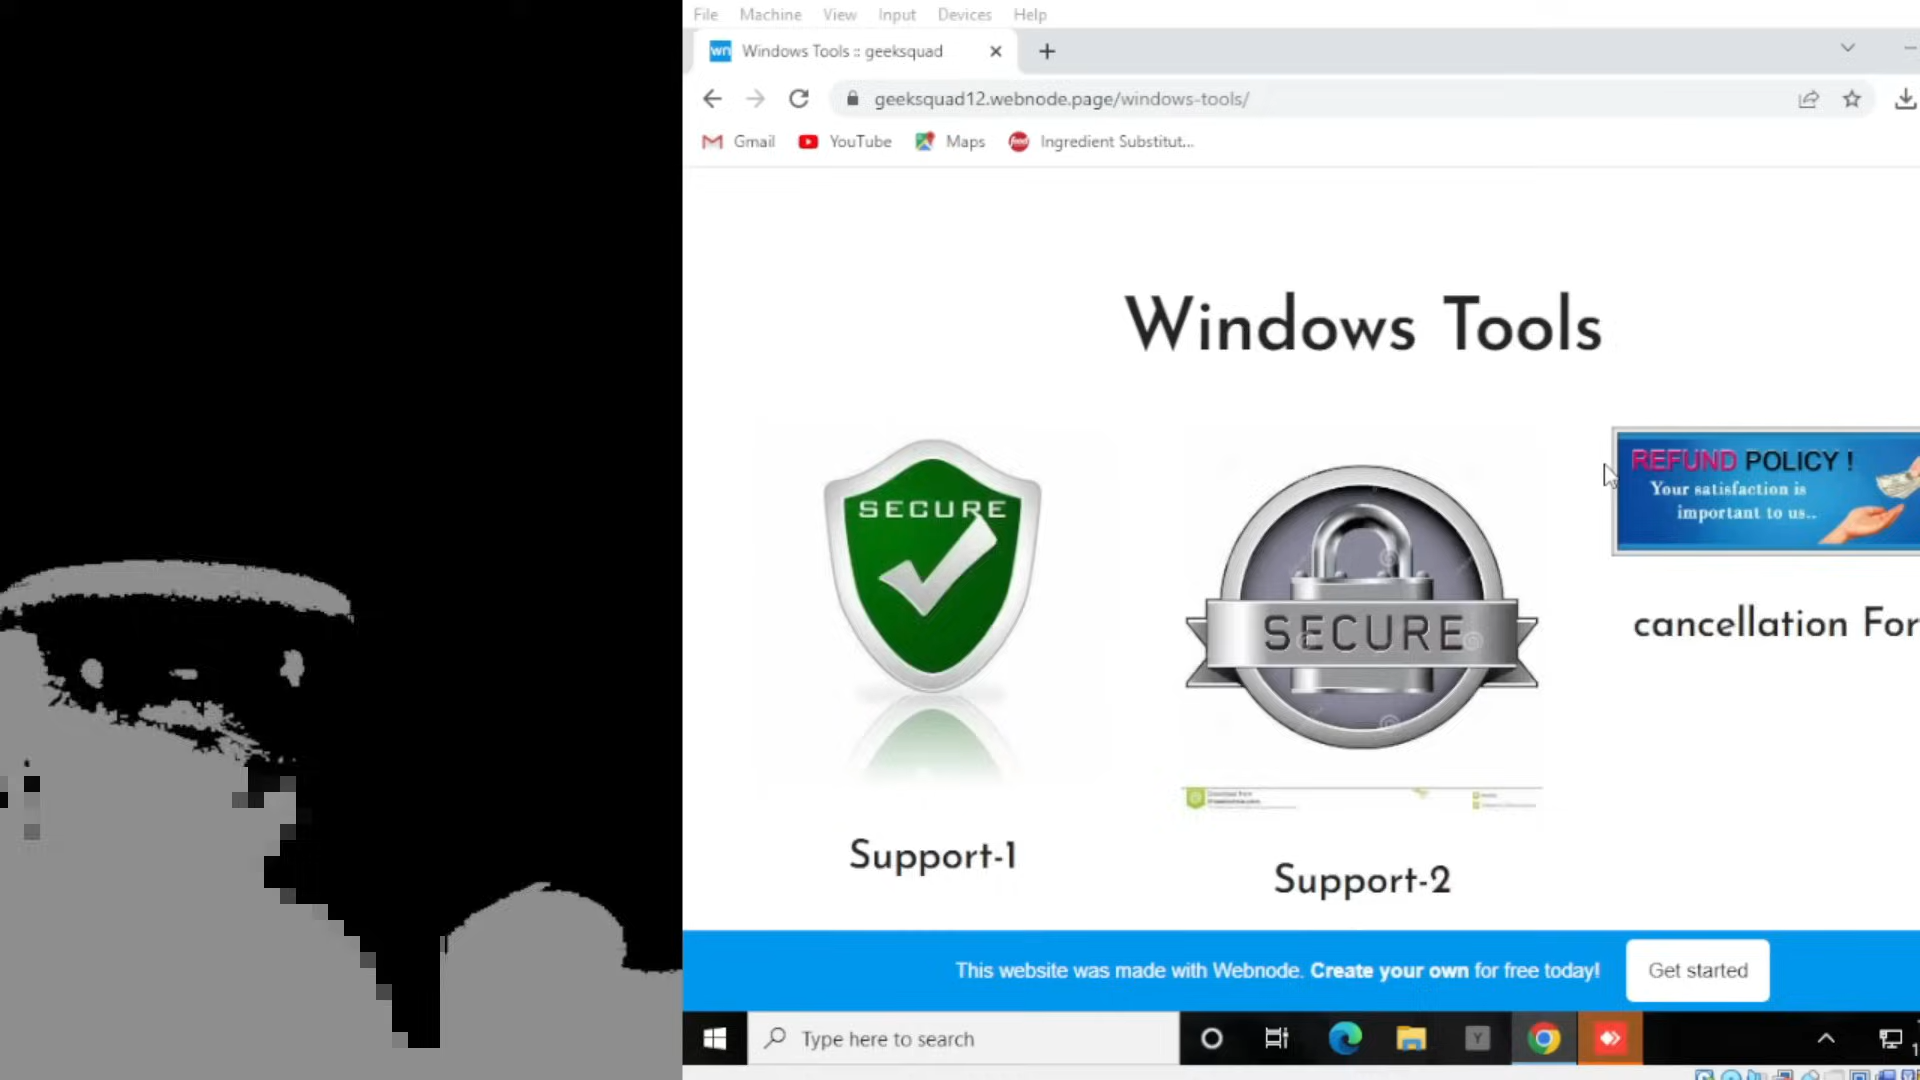 File Machine View Input Devices Help
wn Windows Tools :: geeksquad
geeksquad12.webnode.page/windows-tools/
Gmail YouTube Maps Ingredient Substitut...
Windows Tools
SECURE
SECURE
REFUND POLICY !
Your satisfaction is
important to us..
cancellation For
Support-1
Support-2
This website was made with Webnode. Create your own for free today!
Get started
Type here to search
Y